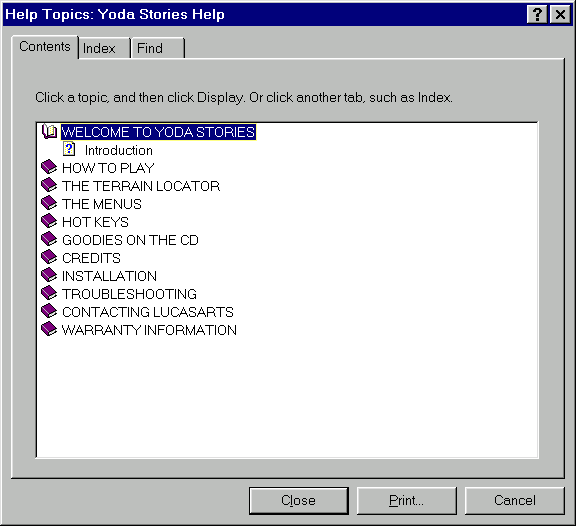 Help Topics: Yoda Stories Help
Contents Index Find
Click a topic, and then click Display. Or click another tab, such as Index.
WELCOME TO YODA STORIES
Introduction
HOW TO PLAY
THE TERRAIN LOCATOR
THE MENUS
HOT KEYS
GOODIES ON THE CD
CREDITS
INSTALLATION
TROUBLESHOOTING
CONTACTING LUCASARTS
WARRANTY INFORMATION
Close Print... Cancel